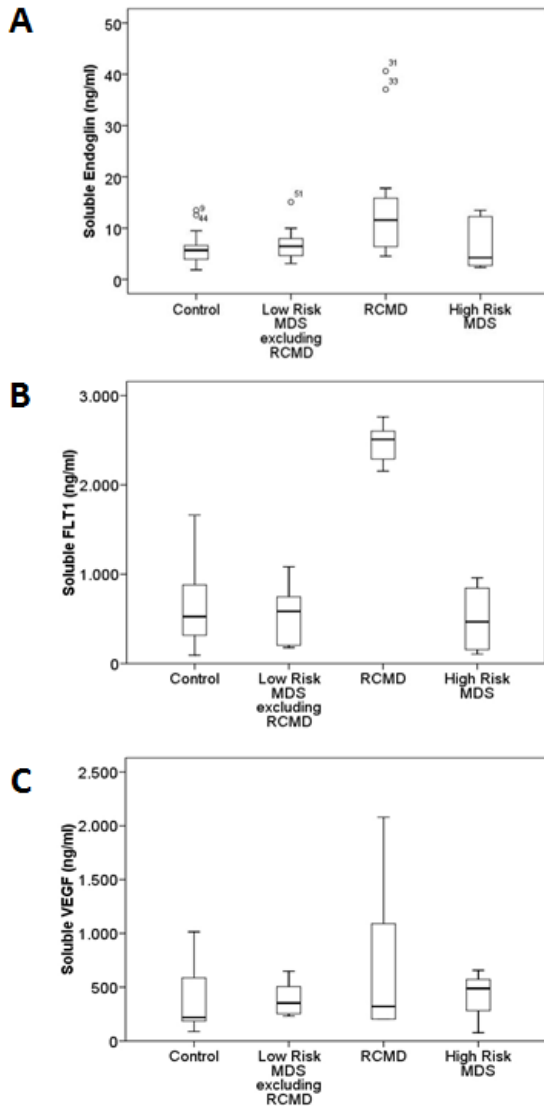 A
Soluble Endoglin (ng/ml)
50
40
30
20
10
0
9
44
51
31
33
Control
Low Risk
MDS
excluding
RCMD
RCMD
High Risk
MDS
B
Soluble FLT1 (ng/ml)
3.000
2.000
1.000
0
Control
Low Risk
MDS
excluding
RCMD
RCMD
High Risk
MDS
C
Soluble VEGF (ng/ml)
2.500
2.000
1.500
1.000
500
0
Control
Low Risk
MDS
excluding
RCMD
RCMD
High Risk
MDS